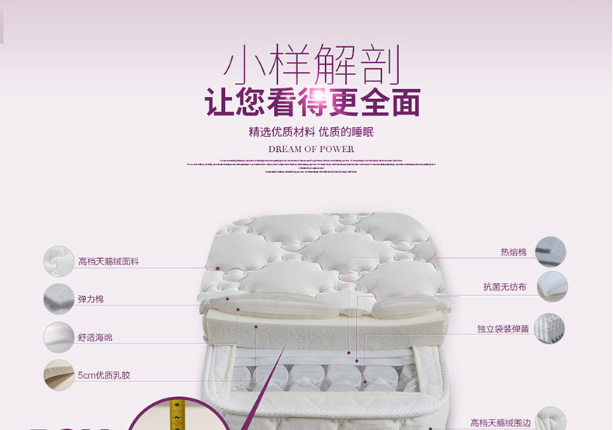 小样解剖
让您看得更全面
精选优质材料 优质的睡眠
DREAM OF POWER
高档天鹅绒面料
热熔棉
弹力棉
抗菌无纺布
舒适海绵
独立袋装弹簧
5cm优质乳胶
高档天鹅绒围边